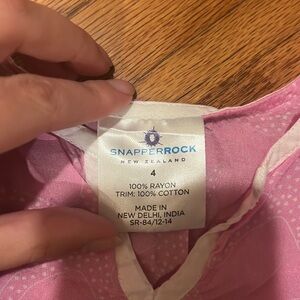 SNAPPERROCK
NEW ZEALAND
4
100% RAYON
TRIM: 100% COTTON
MADE IN
NEW DELHI, INDIA
SR-84/12-14